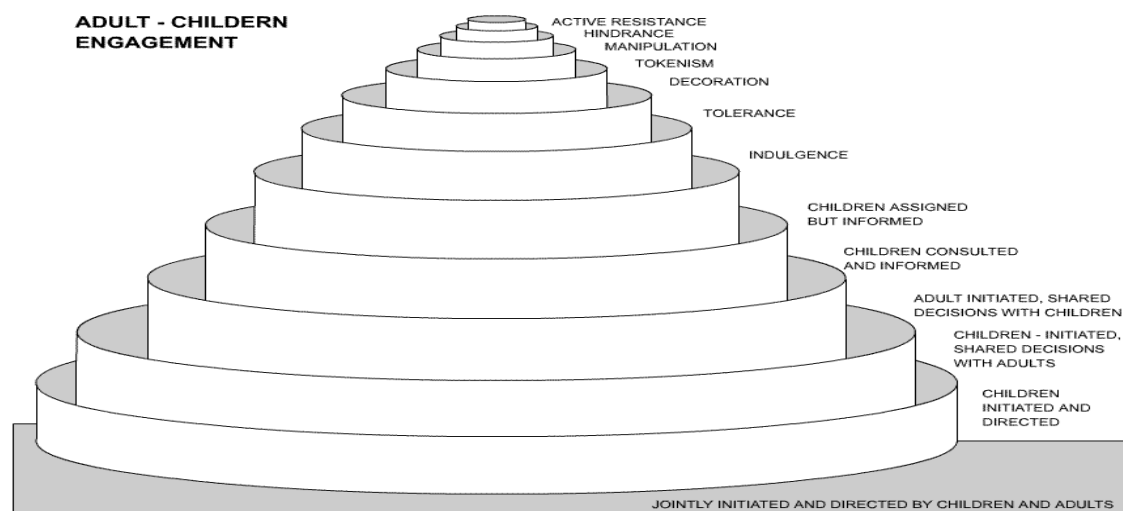 ADULT - CHILDERN
ENGAGEMENT
ACTIVE RESISTANCE
HINDRANCE
MANIPULATION
TOKENISM
DECORATION
TOLERANCE
INDULGENCE
CHILDREN ASSIGNED
BUT INFORMED
CHILDREN CONSULTED
AND INFORMED
ADULT INITIATED, SHARED
DECISIONS WITH CHILDREN
CHILDREN - INITIATED,
SHARED DECISIONS
WITH ADULTS
CHILDREN
INITIATED AND
DIRECTED
JOINTLY INITIATED AND DIRECTED BY CHILDREN AND ADULTS